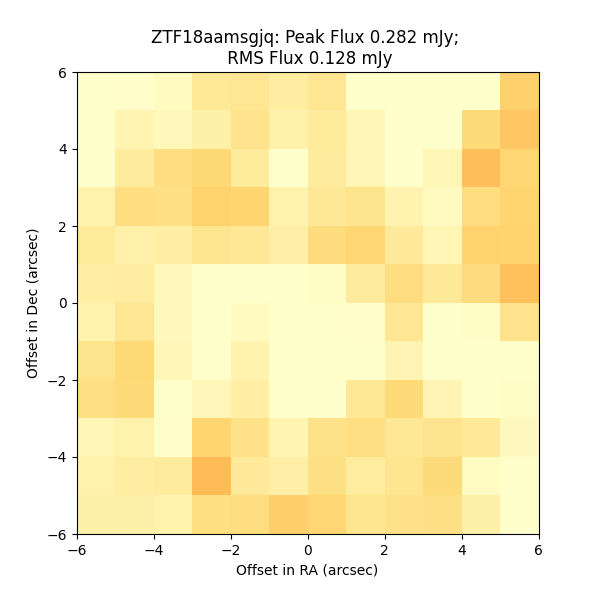 ZTF18aamsgjq: Peak Flux 0.282 mJy;
RMS Flux 0.128 mJy
6
4
2
0
−2
−4
−6
Offset in Dec (arcsec)
−6 −4 −2 0 2 4 6
Offset in RA (arcsec)